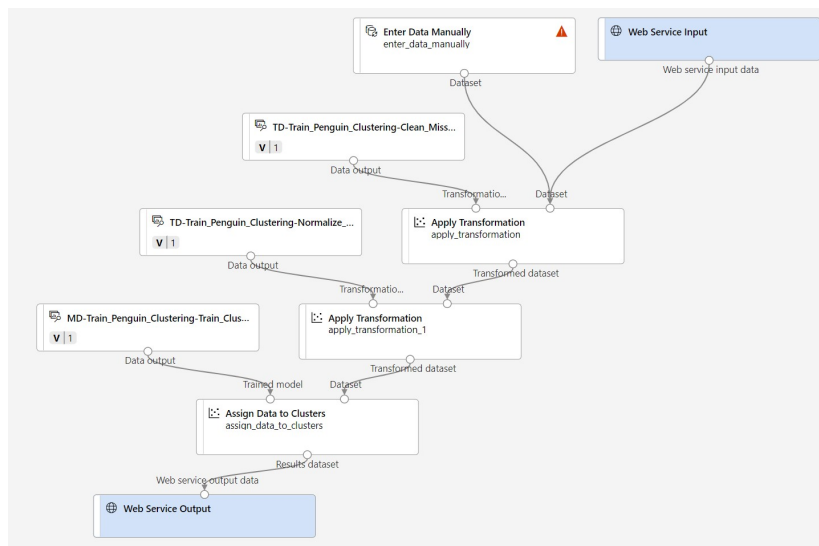 Enter Data Manually
enter_data_manually
Dataset
Web Service Input
Web service input data
TD-Train_Penguin_Clustering-Clean_Miss...
V 1
Data output
Transformatio...
Dataset
TD-Train_Penguin_Clustering-Normalize_...
V 1
Data output
Apply Transformation
apply_transformation
Transformed dataset
Transformatio...
Dataset
MD-Train_Penguin_Clustering-Train_Clus...
V 1
Data output
Apply Transformation
apply_transformation_1
Transformed dataset
Trained model
Dataset
Assign Data to Clusters
assign_data_to_clusters
Results dataset
Web service output data
Web Service Output